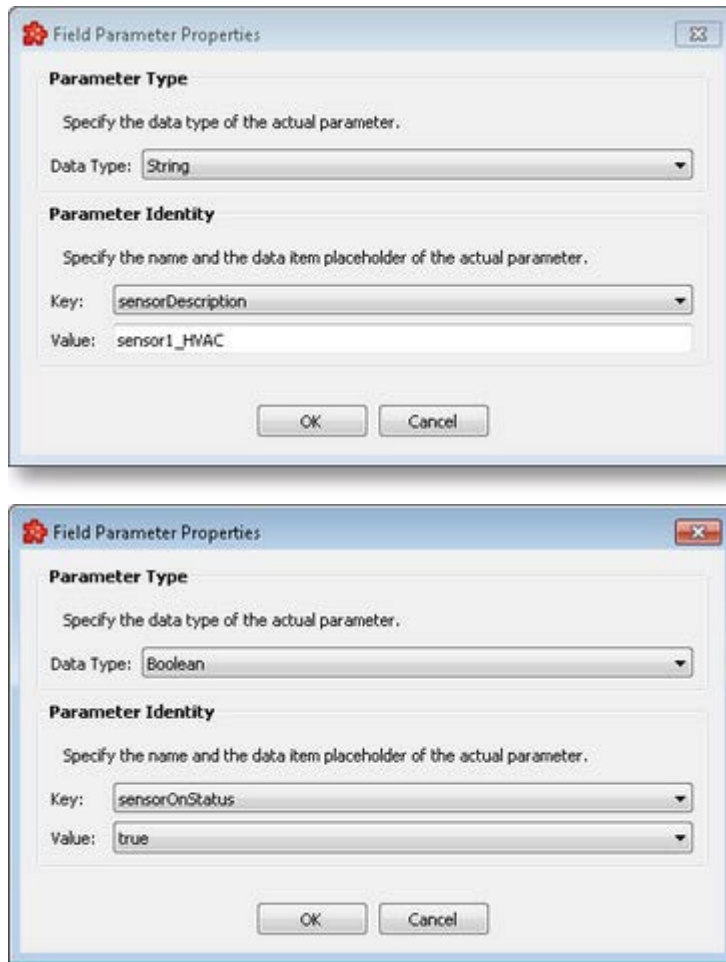 Field Parameter Properties
Parameter Type
Specify the data type of the actual parameter.
Data Type: String
Parameter Identity
Specify the name and the data item placeholder of the actual parameter.
Key: sensorDescription
Value: sensor1_HVAC
OK Cancel
Field Parameter Properties
Parameter Type
Specify the data type of the actual parameter.
Data Type: Boolean
Parameter Identity
Specify the name and the data item placeholder of the actual parameter.
Key: sensorOnStatus
Value: true
OK Cancel